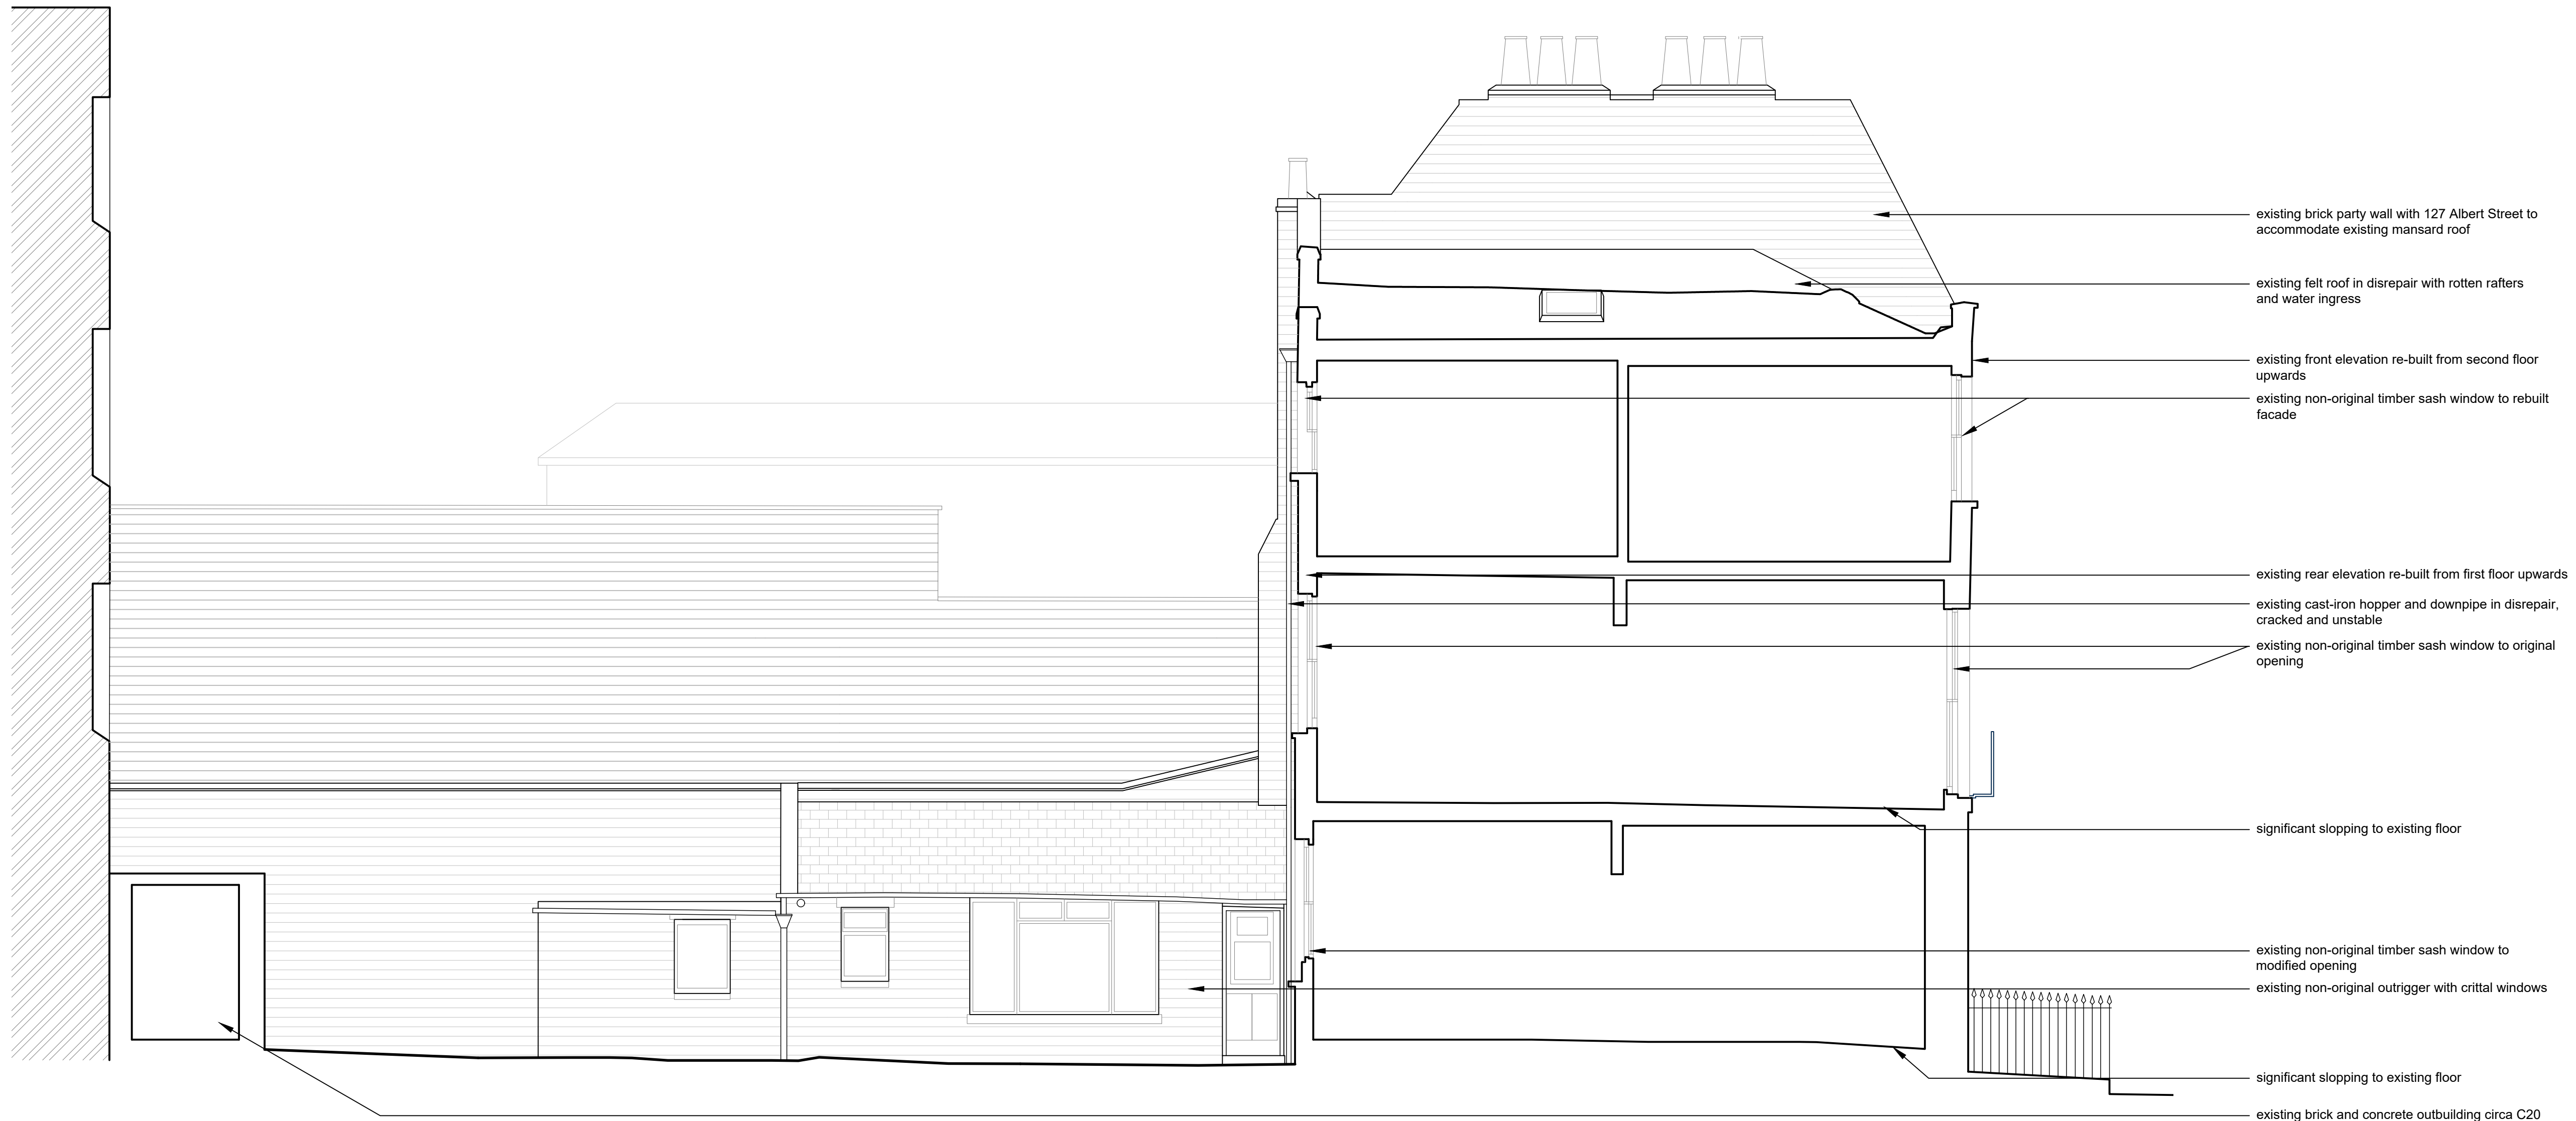 existing brick party wall with 127 Albert Street to
accommodate existing mansard roof
existing felt roof in disrepair with rotten rafters
and water ingress
existing front elevation re-built from second floor
upwards
existing non-original timber sash window to rebuilt
facade
existing rear elevation re-built from first floor upwards
existing cast-iron hopper and downpipe in disrepair,
cracked and unstable
existing non-original timber sash window to original
opening
significant slopping to existing floor
existing non-original timber sash window to
modified opening
existing non-original outrigger with crittal windows
significant slopping to existing floor
existing brick and concrete outbuilding circa C20